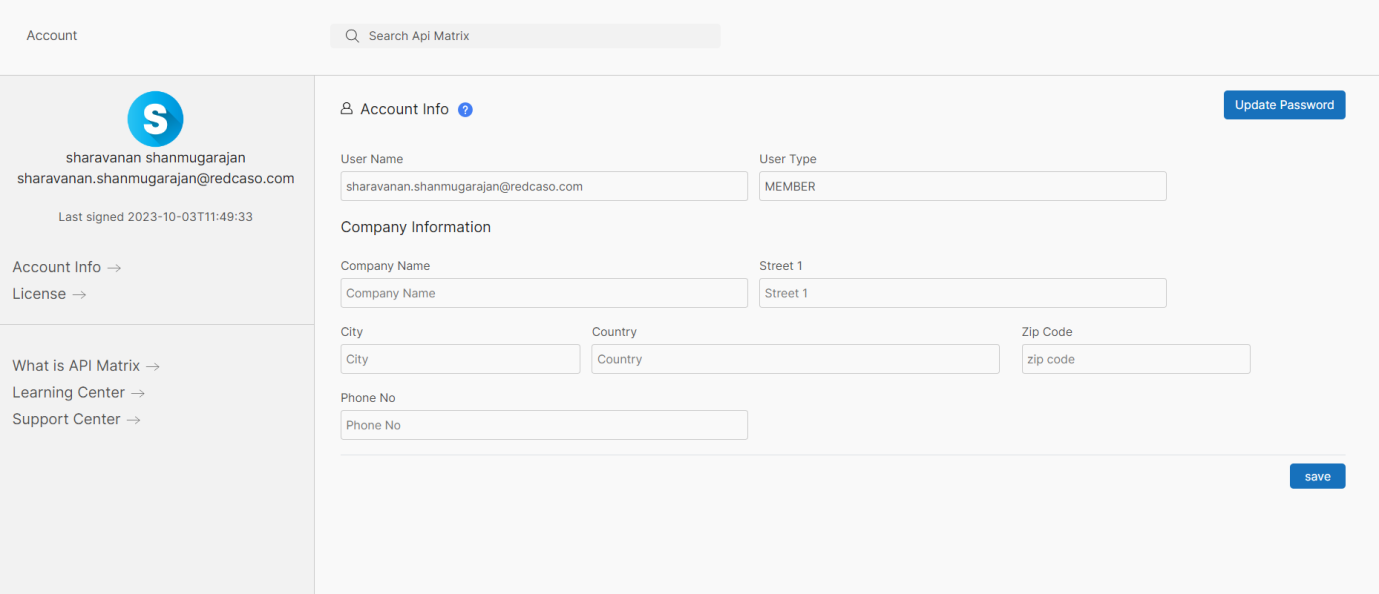 Account
Search Api Matrix
S
sharavanan shanmugarajan
sharavanan.shanmugarajan@redcaso.com
Last signed 2023-10-03T11:49:33
Account Info →
License →
What is API Matrix →
Learning Center →
Support Center →
Account Info ?
Update Password
User Name User Type
sharavanan.shanmugarajan@redcaso.com MEMBER
Company Information
Company Name Street 1
Company Name Street 1
City Country Zip Code
City Country zip code
Phone No
Phone No
save